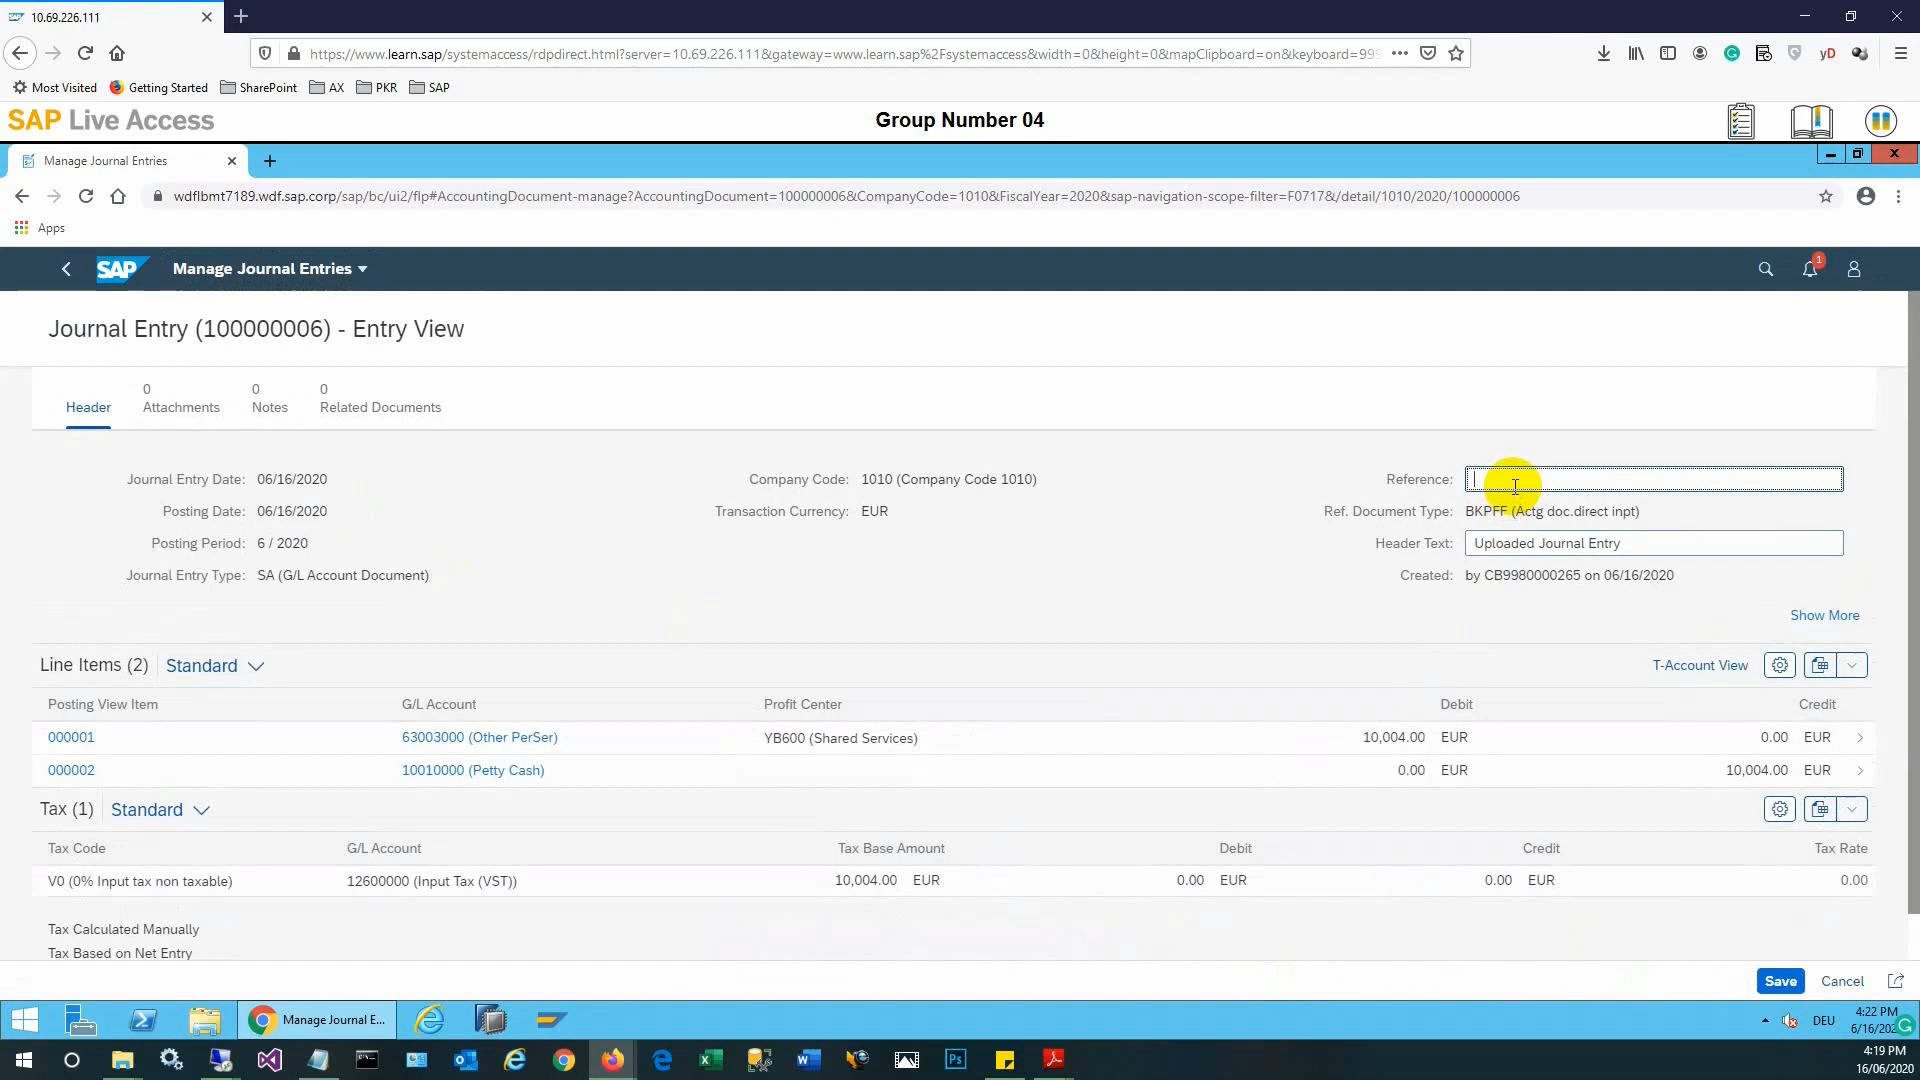 10.69.226.111
https://www.learn.sap/systemaccess/rdpdirect.html?server=10.69.226.111&gateway=www.learn.sap%2Fsystemaccess&width=0&height=0&mapClipboard=on&keyboard=999
yD
Most Visited Getting Started SharePoint AX PKR SAP
SAP Live Access
Group Number 04
Manage Journal Entries
wdflbmt7189.wdf.sap.corp/sap/bc/ui2/flp#AccountingDocument-manage?AccountingDocument=100000006&CompanyCode=1010&FiscalYear=2020&sap-navigation-scope-filter=F0717&/detail/1010/2020/100000006
Apps
SAP Manage Journal Entries
1
Journal Entry (100000006) - Entry View
Header
0 Attachments
0 Notes
0 Related Documents
Journal Entry Date: 06/16/2020
Posting Date: 06/16/2020
Posting Period: 6 / 2020
Journal Entry Type: SA (G/L Account Document)
Company Code: 1010 (Company Code 1010)
Transaction Currency: EUR
Reference:
Ref. Document Type: BKPFF (Actg doc.direct inpt)
Header Text: Uploaded Journal Entry
Created: by CB9980000265 on 06/16/2020
Show More
Line Items (2) Standard
T-Account View
Posting View Item G/L Account Profit Center Debit Credit
000001 63003000 (Other PerSer) YB600 (Shared Services) 10,004.00 EUR 0.00 EUR
000002 10010000 (Petty Cash) 0.00 EUR 10,004.00 EUR
Tax (1) Standard
Tax Code G/L Account Tax Base Amount Debit Credit Tax Rate
V0 (0% Input tax non taxable) 12600000 (Input Tax (VST)) 10,004.00 EUR 0.00 EUR 0.00 EUR 0.00
Tax Calculated Manually
Tax Based on Net Entry
Save Cancel
Manage Journal E...
DEU
4:22 PM
4:19 PM
16/06/2020